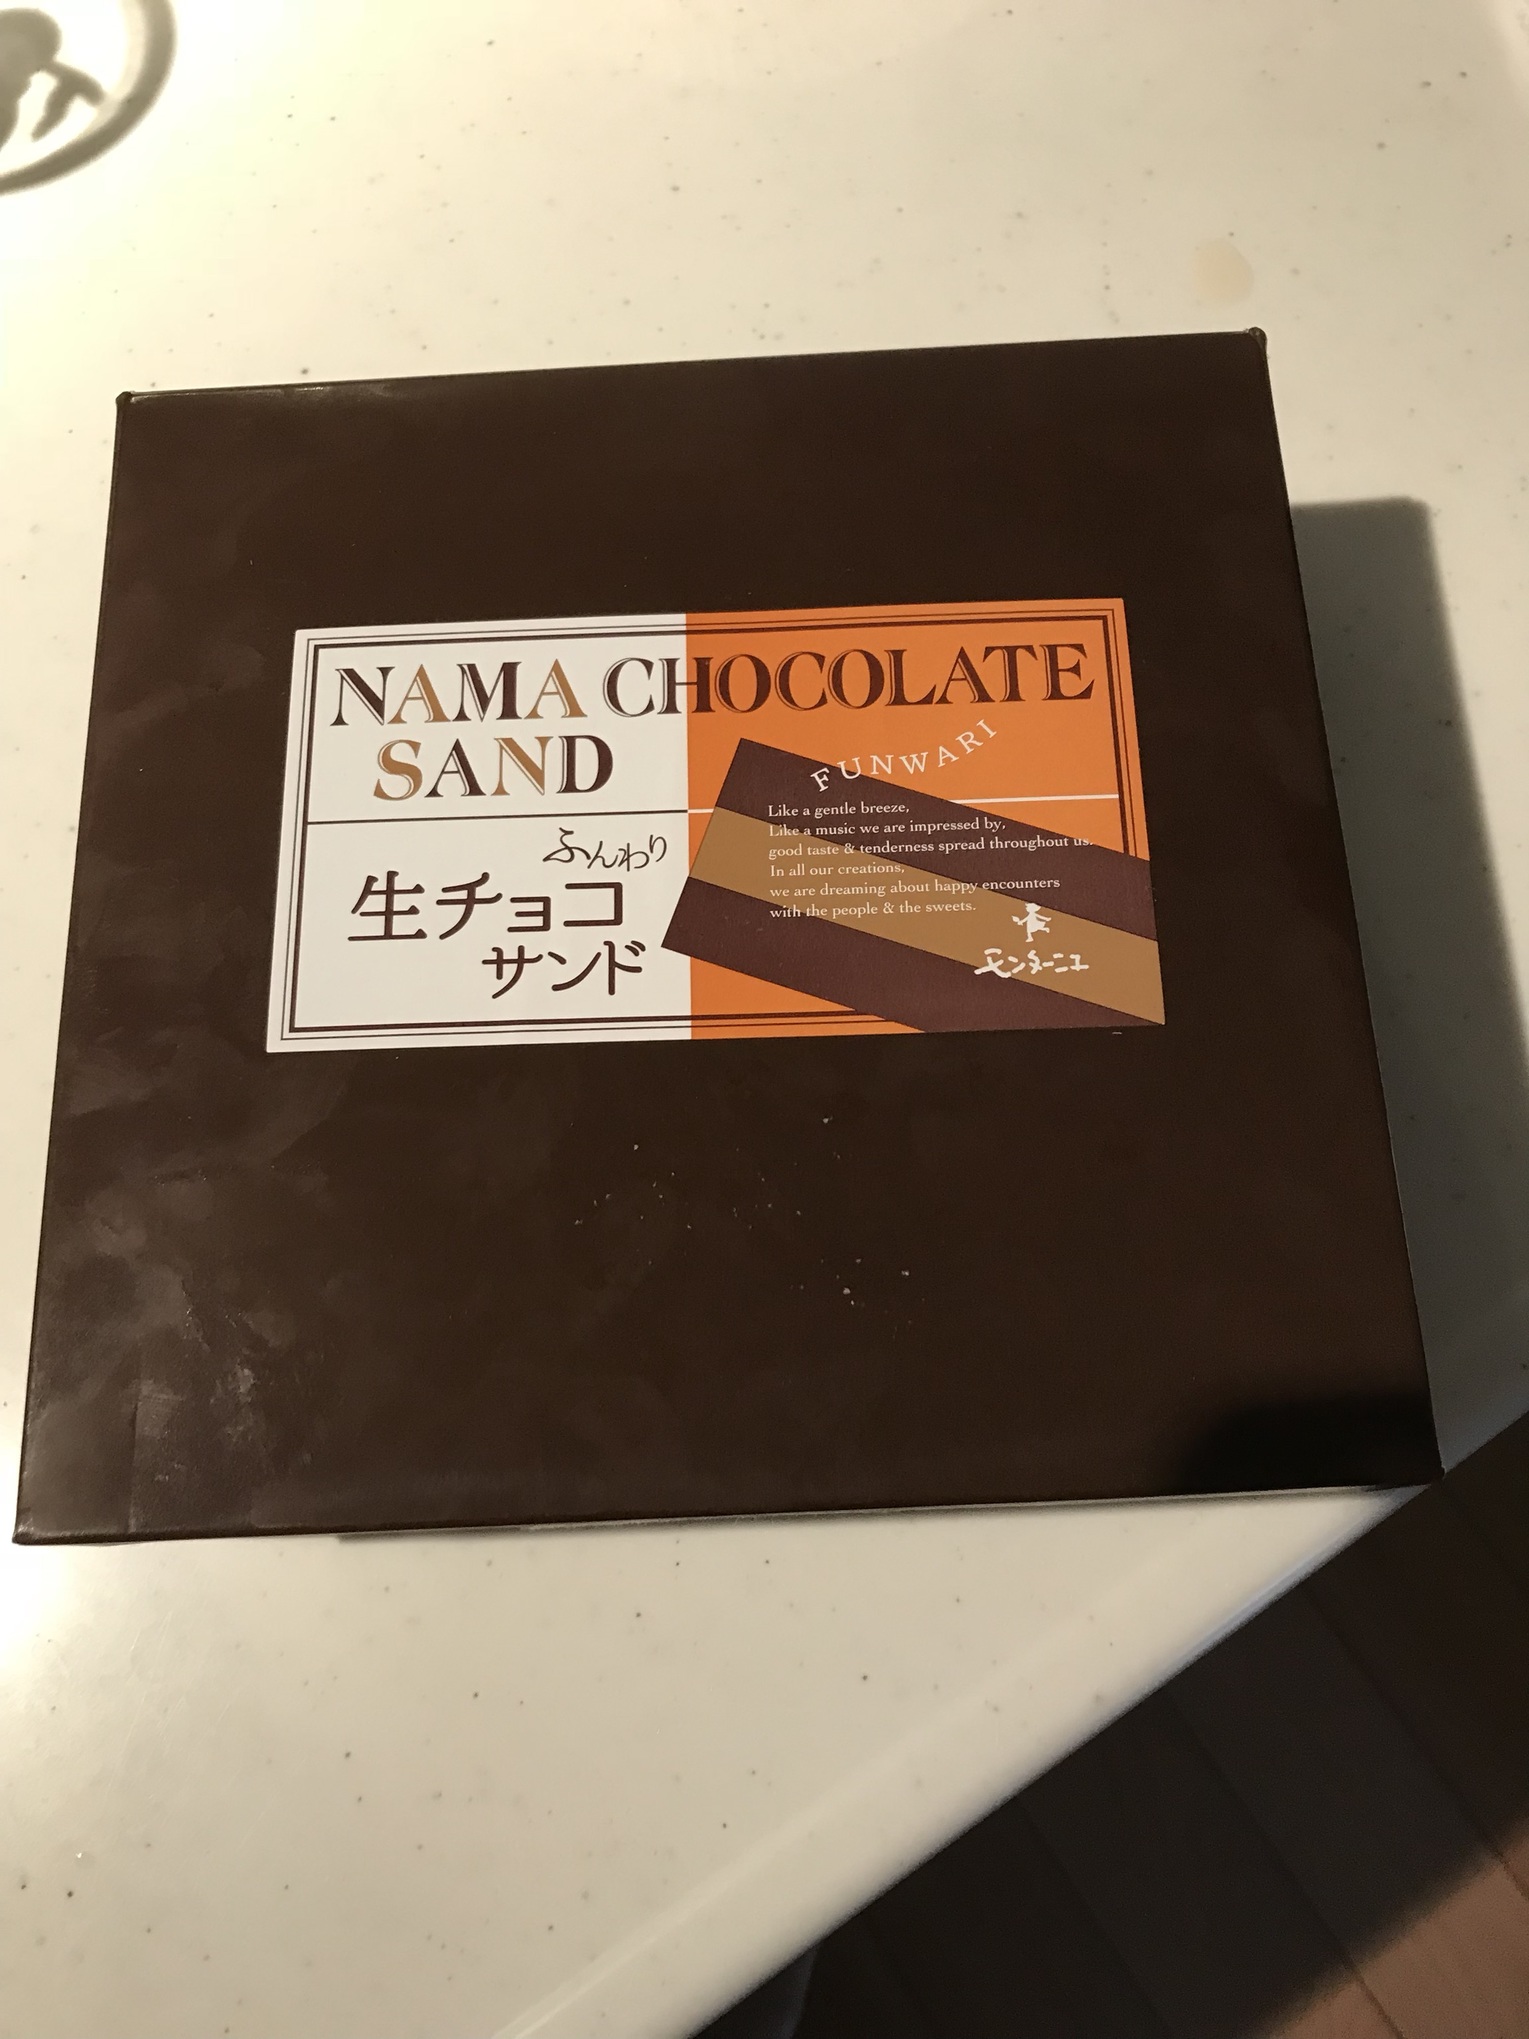 NAMA CHOCOLATE
SAND
ふんわり
生チョコ
サンド
FUNWARI
Like a gentle breeze,
Like a music we are impressed by,
good taste & tenderness spread throughout us.
In all our creations,
we are dreaming about happy encounters
with the people & the sweets.
モンターニュ